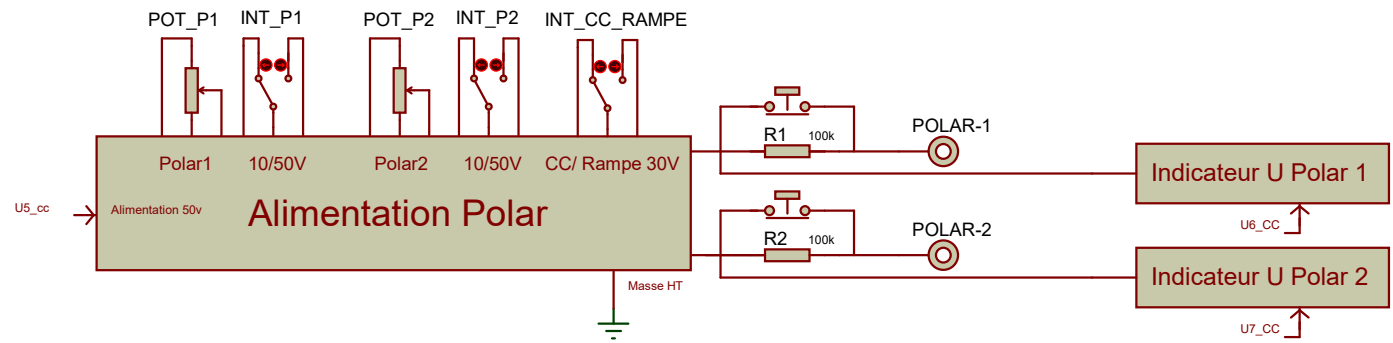 POT_P1 INT_P1 POT_P2 INT_P2 INT_CC_RAMPE
POLAR-1
R1 100k
Polar1 10/50V Polar2 10/50V CC/ Rampe 30V
Indicateur U Polar 1
U5_cc Alimentation 50v Alimentation Polar
U6_CC
POLAR-2
R2 100k
Indicateur U Polar 2
Masse HT
U7_CC